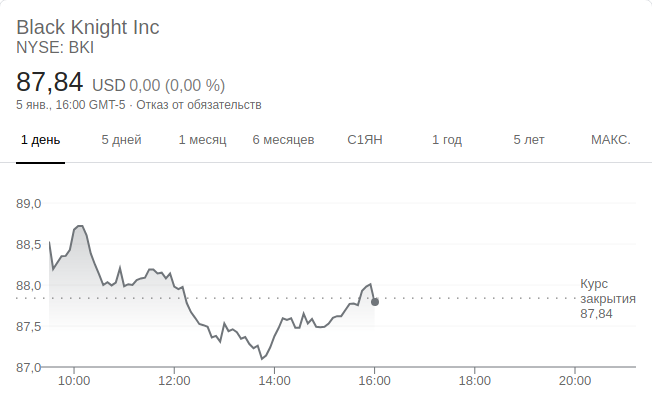 Black Knight Inc
NYSE: BKI
87,84 USD 0,00 (0,00 %)
5 янв., 16:00 GMT-5 · Отказ от обязательств
1 день 5 дней 1 месяц 6 месяцев С1ЯН 1 год 5 лет МАКС.
89,0
88,5
88,0
87,5
87,0
Курс
закрытия
87,84
10:00 12:00 14:00 16:00 18:00 20:00